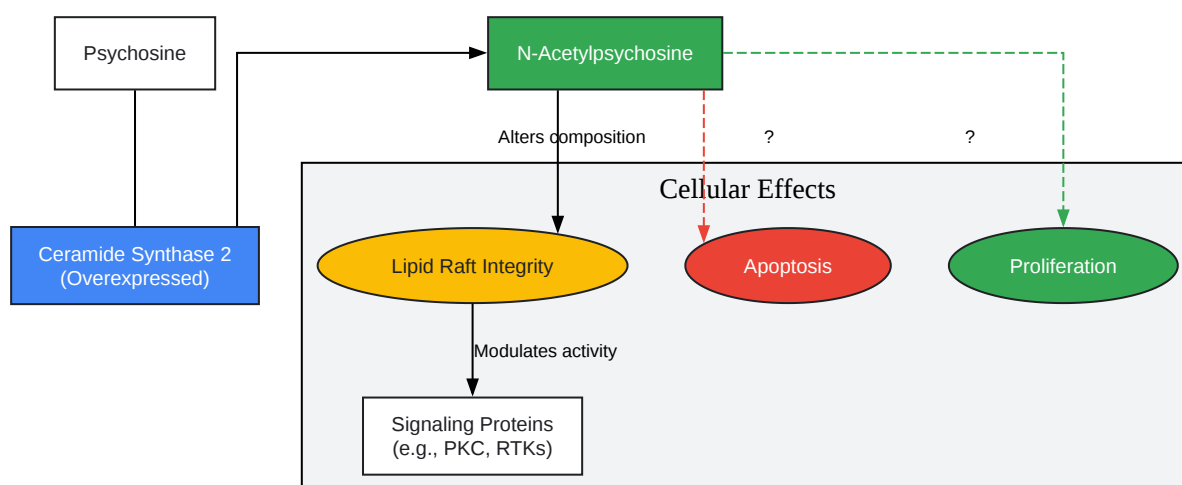 Psychosine
N-Acetylpsychosine
Alters composition
?
?
Cellular Effects
Ceramide Synthase 2
(Overexpressed)
Lipid Raft Integrity
Apoptosis
Proliferation
Modulates activity
Signaling Proteins
(e.g., PKC, RTKs)